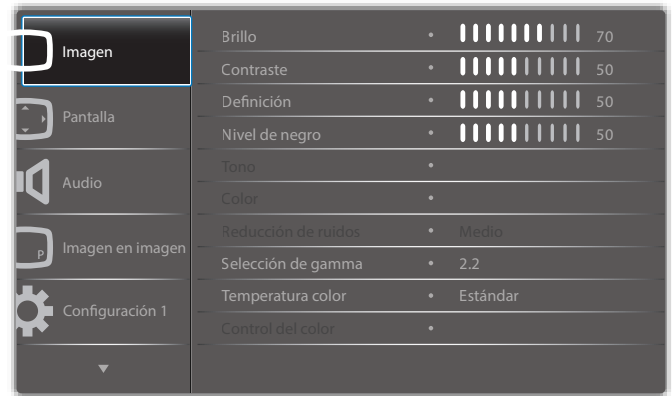 Imagen
Pantalla
Audio
P
Imagen en imagen
Configuración 1
Brillo • 70
Contraste • 50
Definición • 50
Nivel de negro • 50
Tono •
Color •
Reducción de ruidos • Medio
Selección de gamma • 2.2
Temperatura color • Estándar
Control del color •